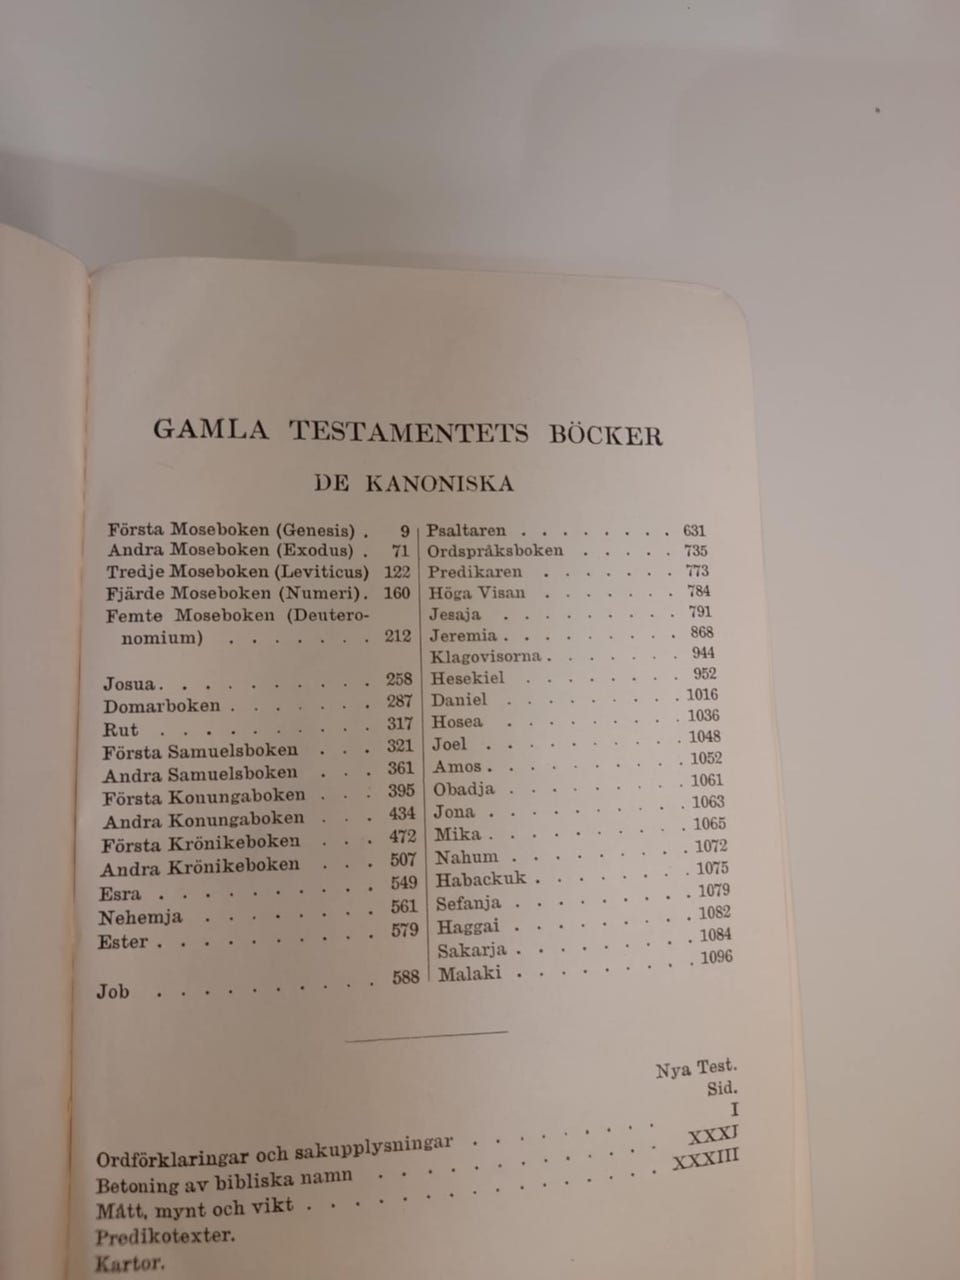 GAMLA TESTAMENTETS BÖCKER
DE KANONISKA
Första Moseboken (Genesis) . 9
Andra Moseboken (Exodus) . 71
Tredje Moseboken (Leviticus) 122
Fjärde Moseboken (Numeri) . 160
Femte Moseboken (Deutero-
nomium) . . . . . . . 212
Josua . . . . . . . . . . 258
Domarboken . . . . . . . 287
Rut . . . . . . . . . . 317
Första Samuelsboken . . . 321
Andra Samuelsboken . . . 361
Första Konungaboken . . . 395
Andra Konungaboken . . . 434
Första Krönikeboken . . . 472
Andra Krönikeboken . . . 507
Esra . . . . . . . . . . 549
Nehemja . . . . . . . . 561
Ester . . . . . . . . . . 579
Job . . . . . . . . . . 588
Psaltaren . . . . . . . . 631
Ordspråksboken . . . . . 735
Predikaren . . . . . . . 773
Höga Visan . . . . . . . 784
Jesaja . . . . . . . . . 791
Jeremia . . . . . . . . . 868
Klagovisorna . . . . . . . 944
Hesekiel . . . . . . . . 952
Daniel . . . . . . . . . 1016
Hosea . . . . . . . . . 1036
Joel . . . . . . . . . . 1048
Amos . . . . . . . . . . 1052
Obadja . . . . . . . . . 1061
Jona . . . . . . . . . . 1063
Mika . . . . . . . . . . 1065
Nahum . . . . . . . . . 1072
Habackuk . . . . . . . . 1075
Sefanja . . . . . . . . . 1079
Haggai . . . . . . . . . 1082
Sakarja . . . . . . . . . 1084
Malaki . . . . . . . . . 1096
Nya Test.
Sid.
Ordförklaringar och sakupplysningar . . . . . . . . . I
Betoning av bibliska namn . . . . . . . . . . . . XXXI
Mått, mynt och vikt . . . . . . . . . . . . . . . XXXIII
Predikotexter.
Kartor.